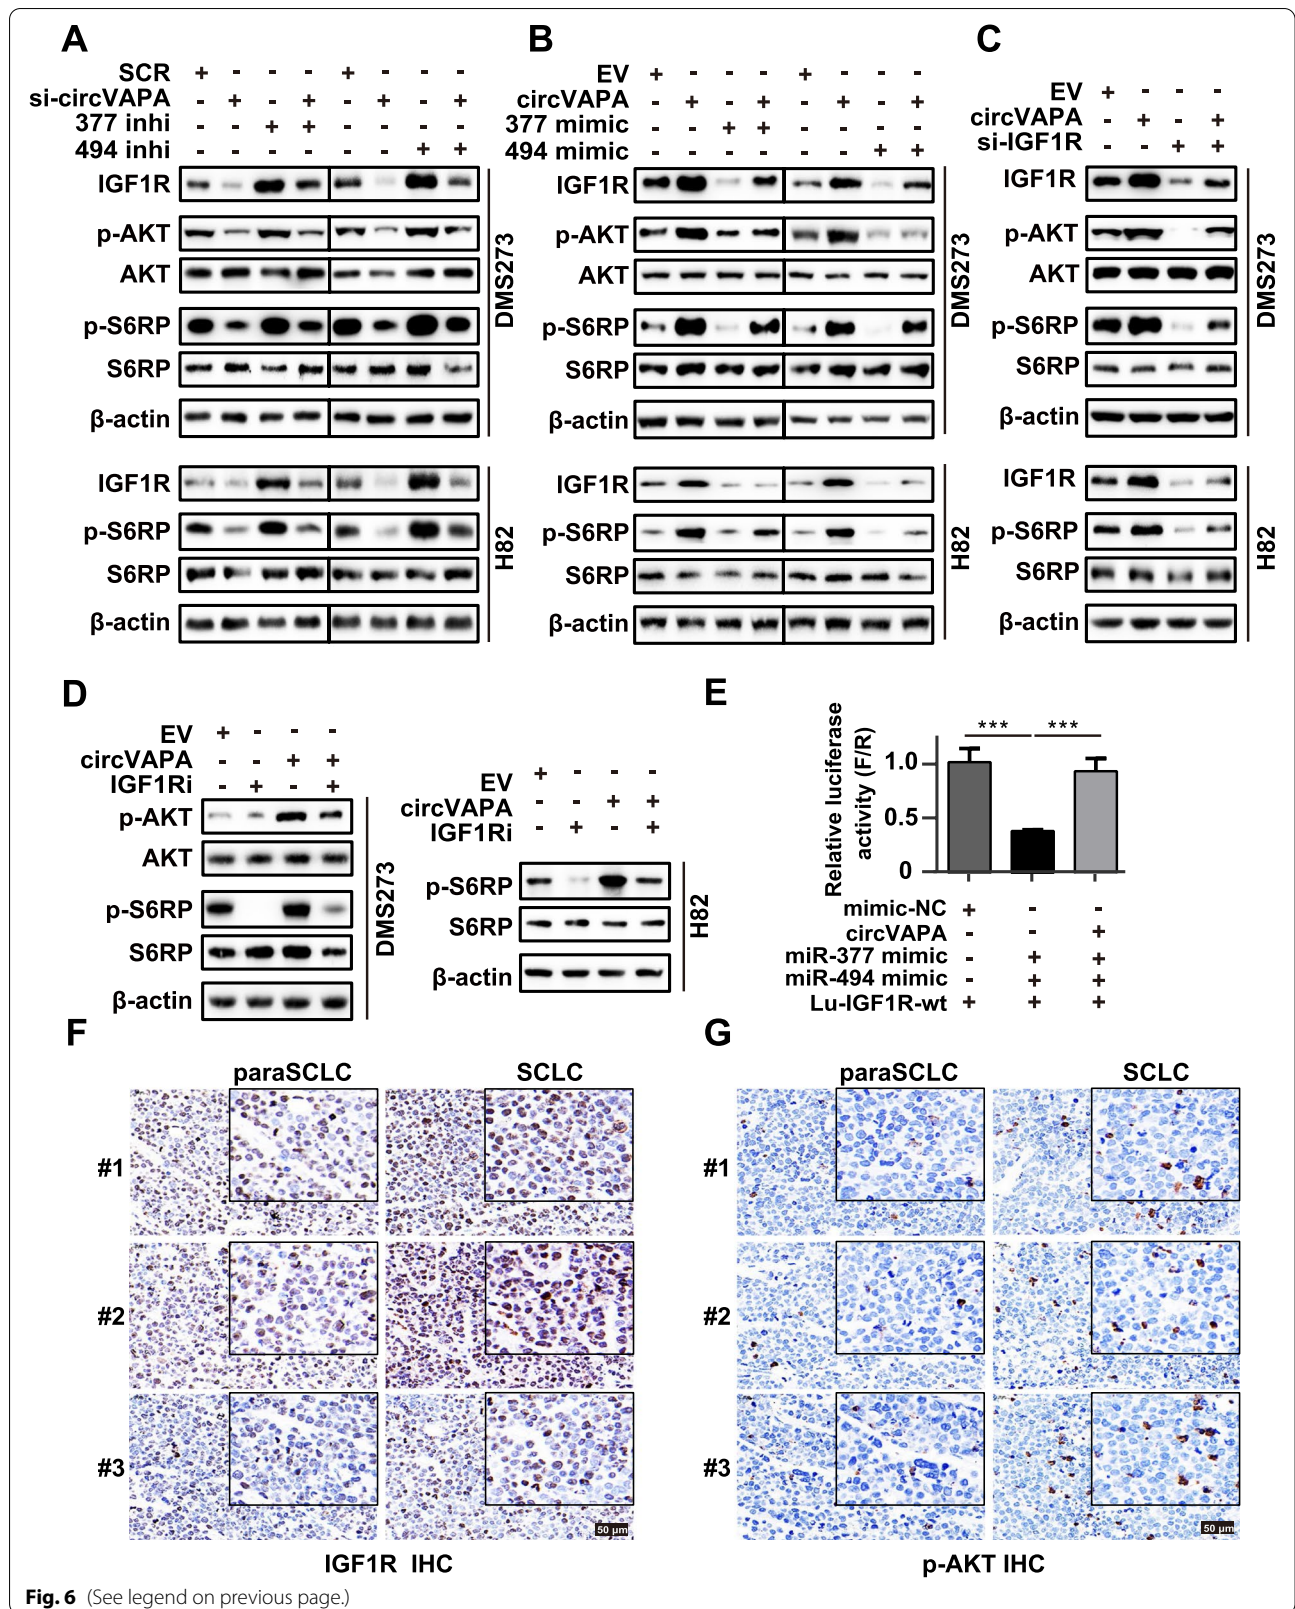 A
SCR + - - - + - - -
si-circVAPA - + - + - + - +
377 inhi - - + + - - - -
494 inhi - - - - - - + +
IGF1R
p-AKT
AKT
p-S6RP
S6RP
β-actin
DMS273
IGF1R
p-S6RP
S6RP
β-actin
H82
B
EV + - - - + - - -
circVAPA - + - + - + - +
377 mimic - - + + - - - -
494 mimic - - - - - - + +
IGF1R
p-AKT
AKT
p-S6RP
S6RP
β-actin
DMS273
IGF1R
p-S6RP
S6RP
β-actin
H82
C
EV + - - -
circVAPA - + - +
si-IGF1R - - + +
IGF1R
p-AKT
AKT
p-S6RP
S6RP
β-actin
DMS273
IGF1R
p-S6RP
S6RP
β-actin
H82
D
EV + - - -
circVAPA - - + +
IGF1Ri - + - +
p-AKT
AKT
p-S6RP
S6RP
β-actin
DMS273
EV + - - -
circVAPA - - + +
IGF1Ri - + - +
p-S6RP
S6RP
β-actin
H82
E
Relative luciferase
activity (F/R)
*** ***
1.0
0.5
0
mimic-NC + - -
circVAPA - - +
miR-377 mimic - + +
miR-494 mimic - + +
Lu-IGF1R-wt + + +
F
paraSCLC SCLC
#1
#2
#3
50 μm
IGF1R IHC
G
paraSCLC SCLC
#1
#2
#3
50 μm
p-AKT IHC
Fig. 6 (See legend on previous page.)